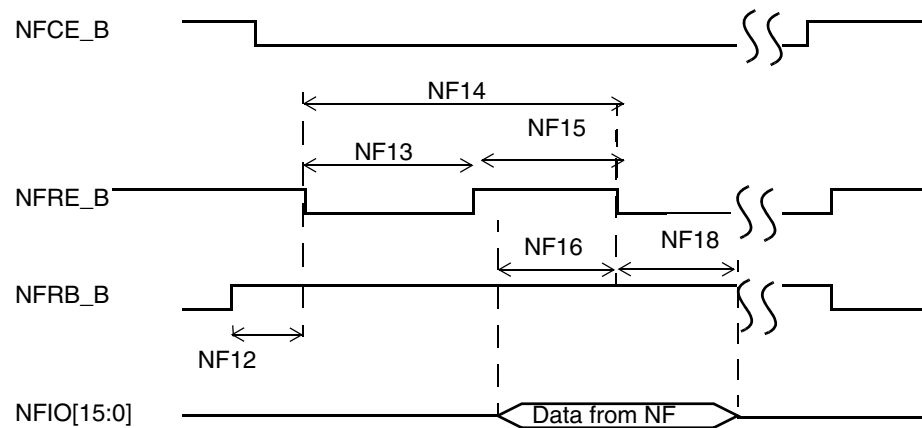 NFCE_B
NF14
NF15
NF13
NFRE_B
NF16
NF18
NFRB_B
NF12
NFIO[15:0]
Data from NF